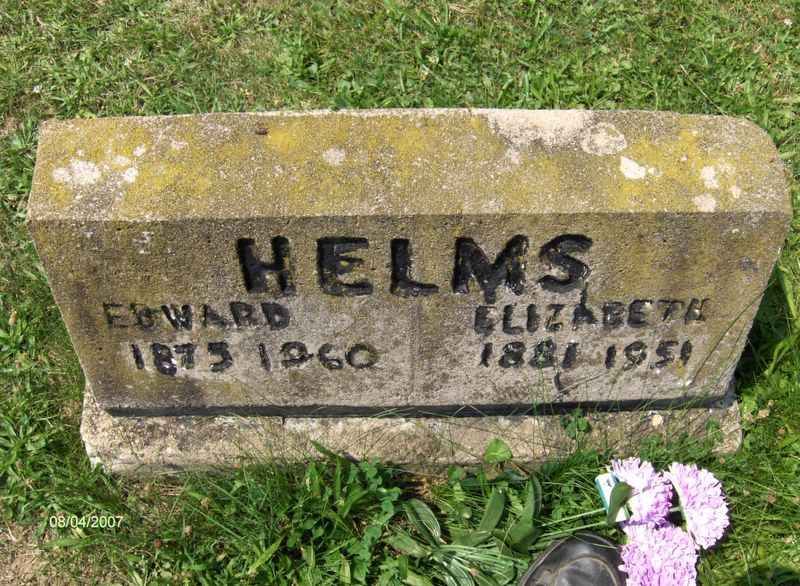 HELMS
EDWARD ELIZABETH
1873 1960 1881 1951
08/04/2007